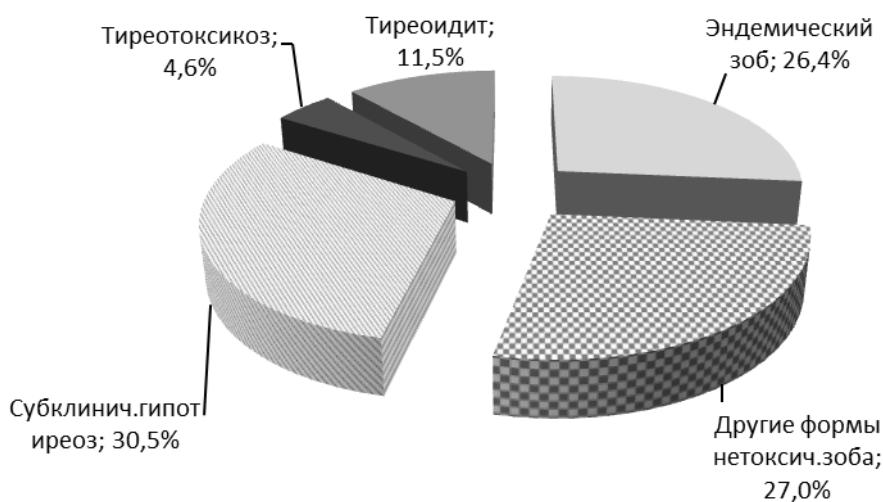 Тиреотоксикоз;
4,6%
Тиреоидит;
11,5%
Эндемический
зоб; 26,4%
Субклинич.гипот
иреоз; 30,5%
Другие формы
нетоксич.зоба;
27,0%